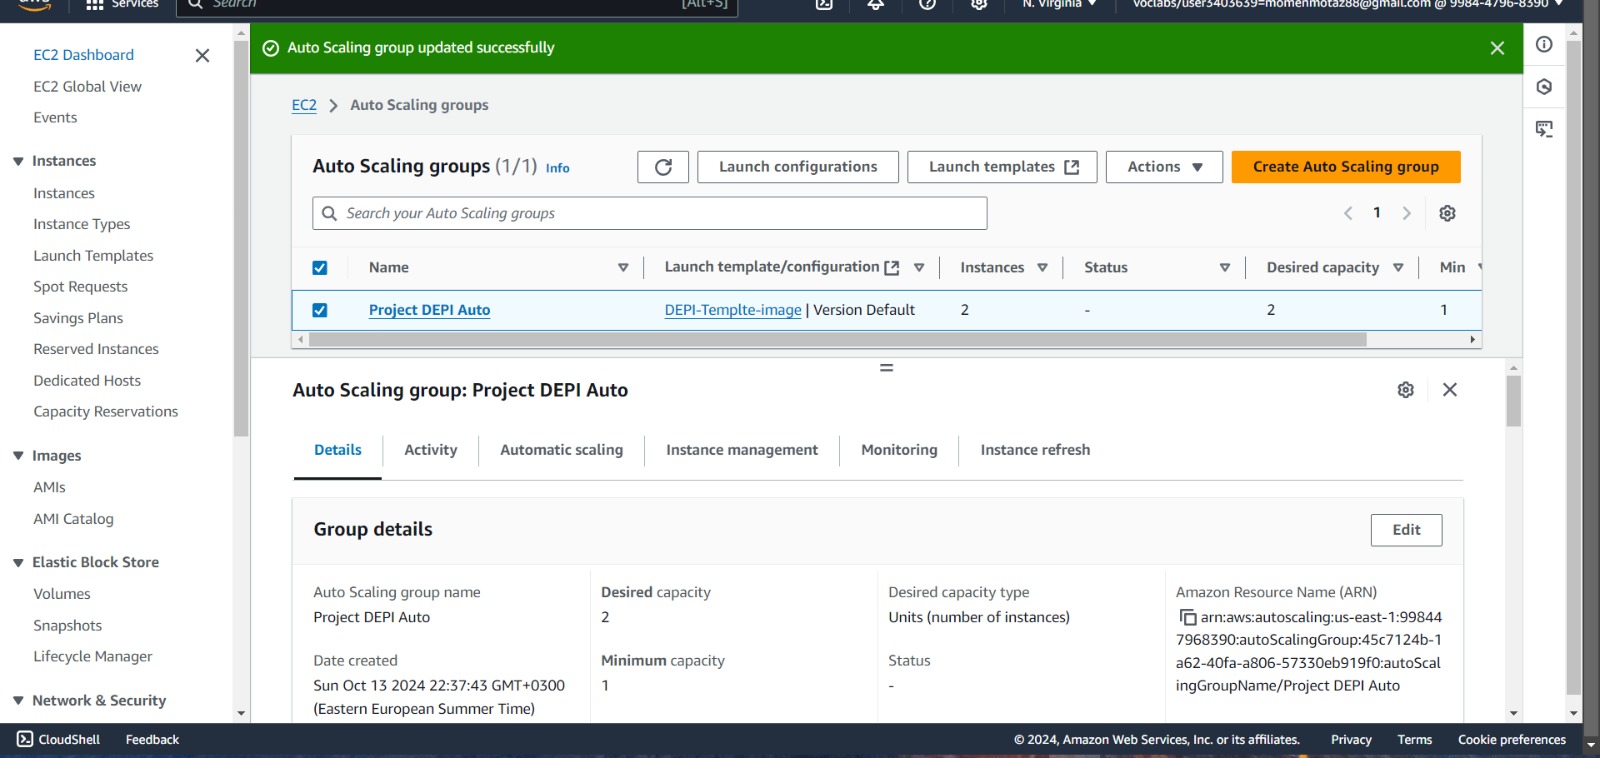 aws Services Search [Alt+S] N. Virginia voclabs/user3403639=momenmotaz88@gmail.com @ 9984-4796-8390
EC2 Dashboard
EC2 Global View
Events
Instances
Instances
Instance Types
Launch Templates
Spot Requests
Savings Plans
Reserved Instances
Dedicated Hosts
Capacity Reservations
Images
AMIs
AMI Catalog
Elastic Block Store
Volumes
Snapshots
Lifecycle Manager
Network & Security
Auto Scaling group updated successfully
EC2 > Auto Scaling groups
Auto Scaling groups (1/1) Info Launch configurations Launch templates Actions Create Auto Scaling group
Search your Auto Scaling groups 1
Name Launch template/configuration Instances Status Desired capacity Min
Project DEPI Auto DEPI-Templte-image | Version Default 2 - 2 1
Auto Scaling group: Project DEPI Auto
Details Activity Automatic scaling Instance management Monitoring Instance refresh
Group details Edit
Auto Scaling group name
Project DEPI Auto
Date created
Sun Oct 13 2024 22:37:43 GMT+0300
(Eastern European Summer Time)
Desired capacity
2
Minimum capacity
1
Desired capacity type
Units (number of instances)
Status
-
Amazon Resource Name (ARN)
arn:aws:autoscaling:us-east-1:99844
7968390:autoScalingGroup:45c7124b-1
a62-40fa-a806-57330eb919f0:autoScal
ingGroupName/Project DEPI Auto
CloudShell Feedback © 2024, Amazon Web Services, Inc. or its affiliates. Privacy Terms Cookie preferences